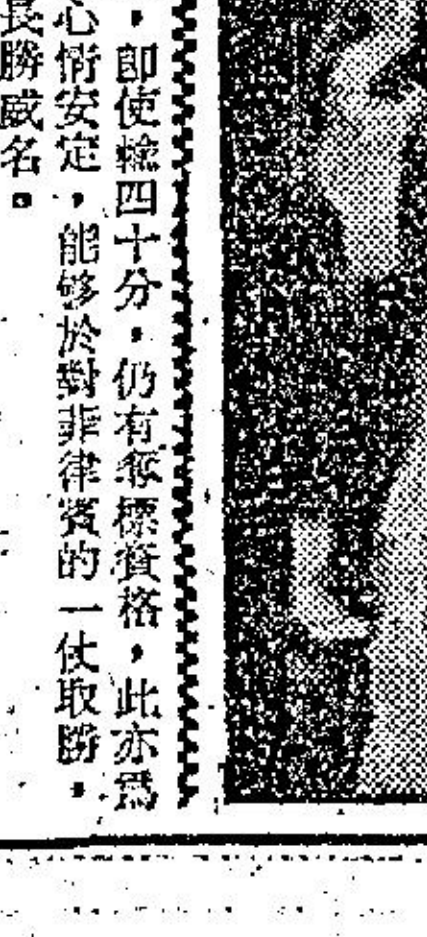 ，即使輸四十分，仍有奪標資格，此亦爲
心情安定，能够於對菲律賓的一仗取勝，
長勝威名。